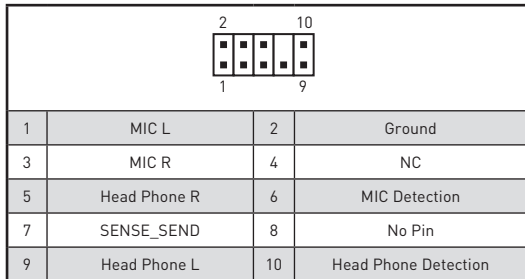 2 10
1 9
1 MIC L 2 Ground
3 MIC R 4 NC
5 Head Phone R 6 MIC Detection
7 SENSE_SEND 8 No Pin
9 Head Phone L 10 Head Phone Detection